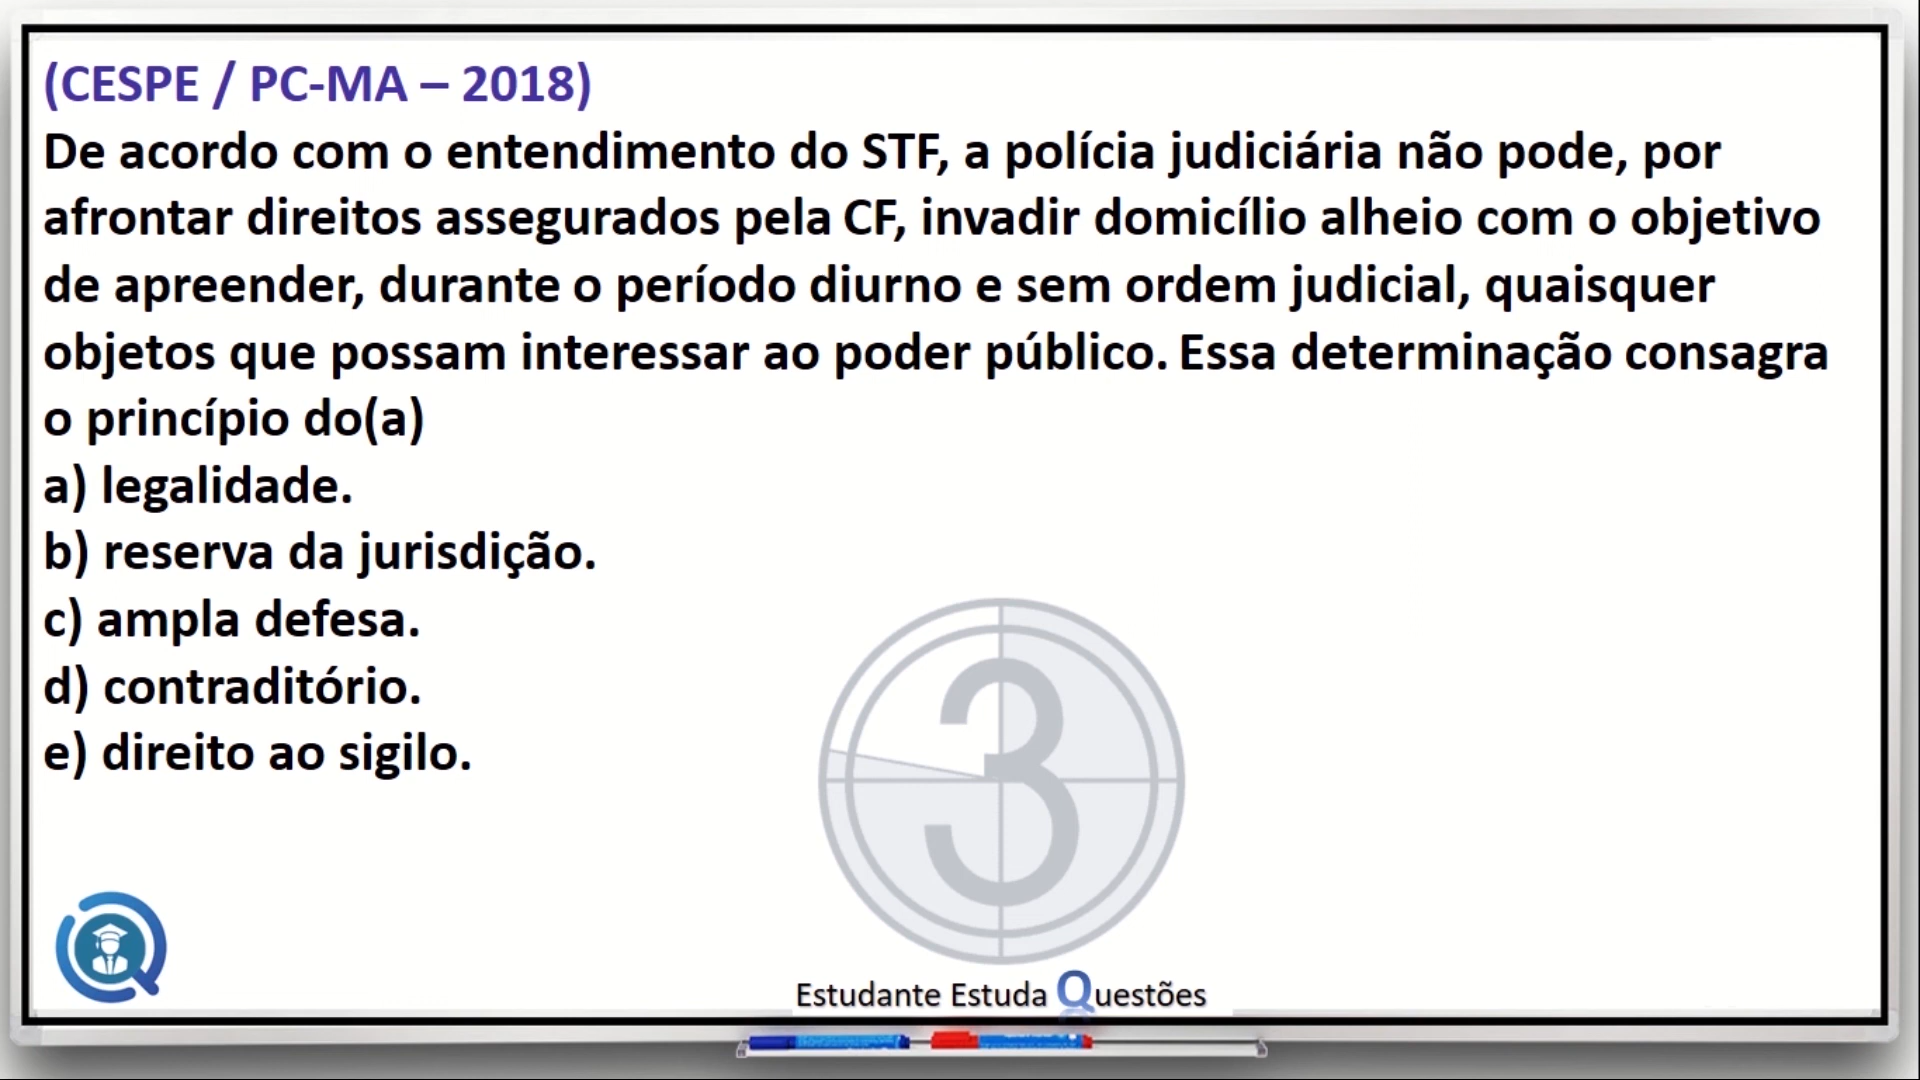 (CESPE / PC-MA – 2018)
De acordo com o entendimento do STF, a polícia judiciária não pode, por
afrontar direitos assegurados pela CF, invadir domicílio alheio com o objetivo
de apreender, durante o período diurno e sem ordem judicial, quaisquer
objetos que possam interessar ao poder público. Essa determinação consagra
o princípio do(a)
a) legalidade.
b) reserva da jurisdição.
c) ampla defesa.
d) contraditório.
e) direito ao sigilo.
3
Estudante Estuda Questões